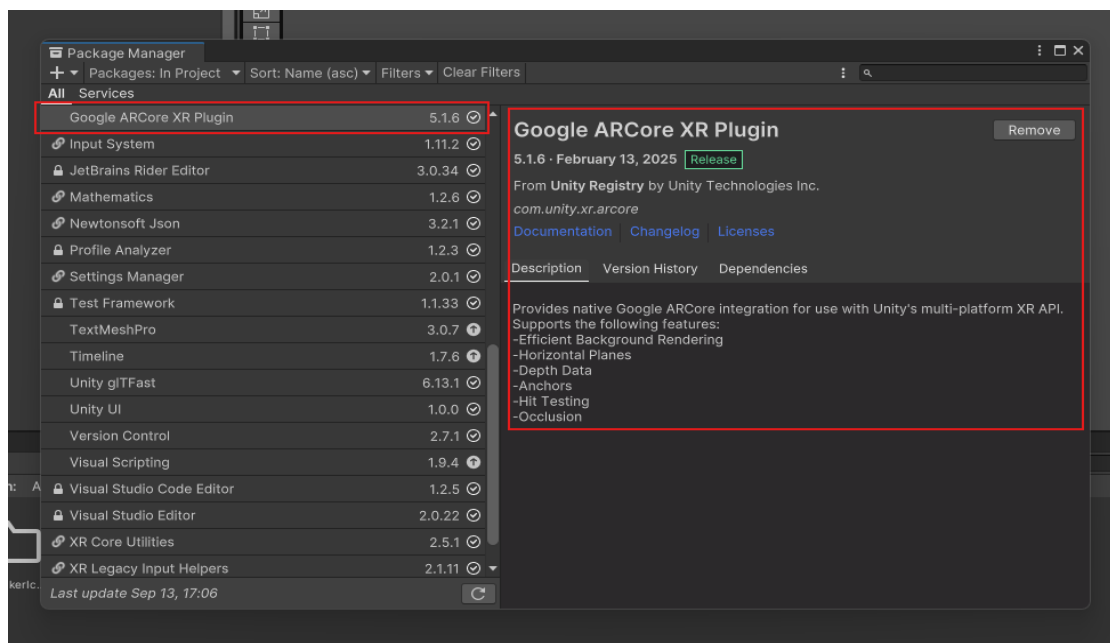 Package Manager
Packages: In Project Sort: Name (asc) Filters Clear Filters
All Services
Google ARCore XR Plugin 5.1.6
Input System 1.11.2
JetBrains Rider Editor 3.0.34
Mathematics 1.2.6
Newtonsoft Json 3.2.1
Profile Analyzer 1.2.3
Settings Manager 2.0.1
Test Framework 1.1.33
TextMeshPro 3.0.7
Timeline 1.7.6
Unity glTFast 6.13.1
Unity UI 1.0.0
Version Control 2.7.1
Visual Scripting 1.9.4
Visual Studio Code Editor 1.2.5
Visual Studio Editor 2.0.22
XR Core Utilities 2.5.1
XR Legacy Input Helpers 2.1.11
Last update Sep 13, 17:06
Google ARCore XR Plugin Remove
5.1.6 · February 13, 2025 Release
From Unity Registry by Unity Technologies Inc.
com.unity.xr.arcore
Documentation Changelog Licenses
Description Version History Dependencies
Provides native Google ARCore integration for use with Unity's multi-platform XR API.
Supports the following features:
-Efficient Background Rendering
-Horizontal Planes
-Depth Data
-Anchors
-Hit Testing
-Occlusion